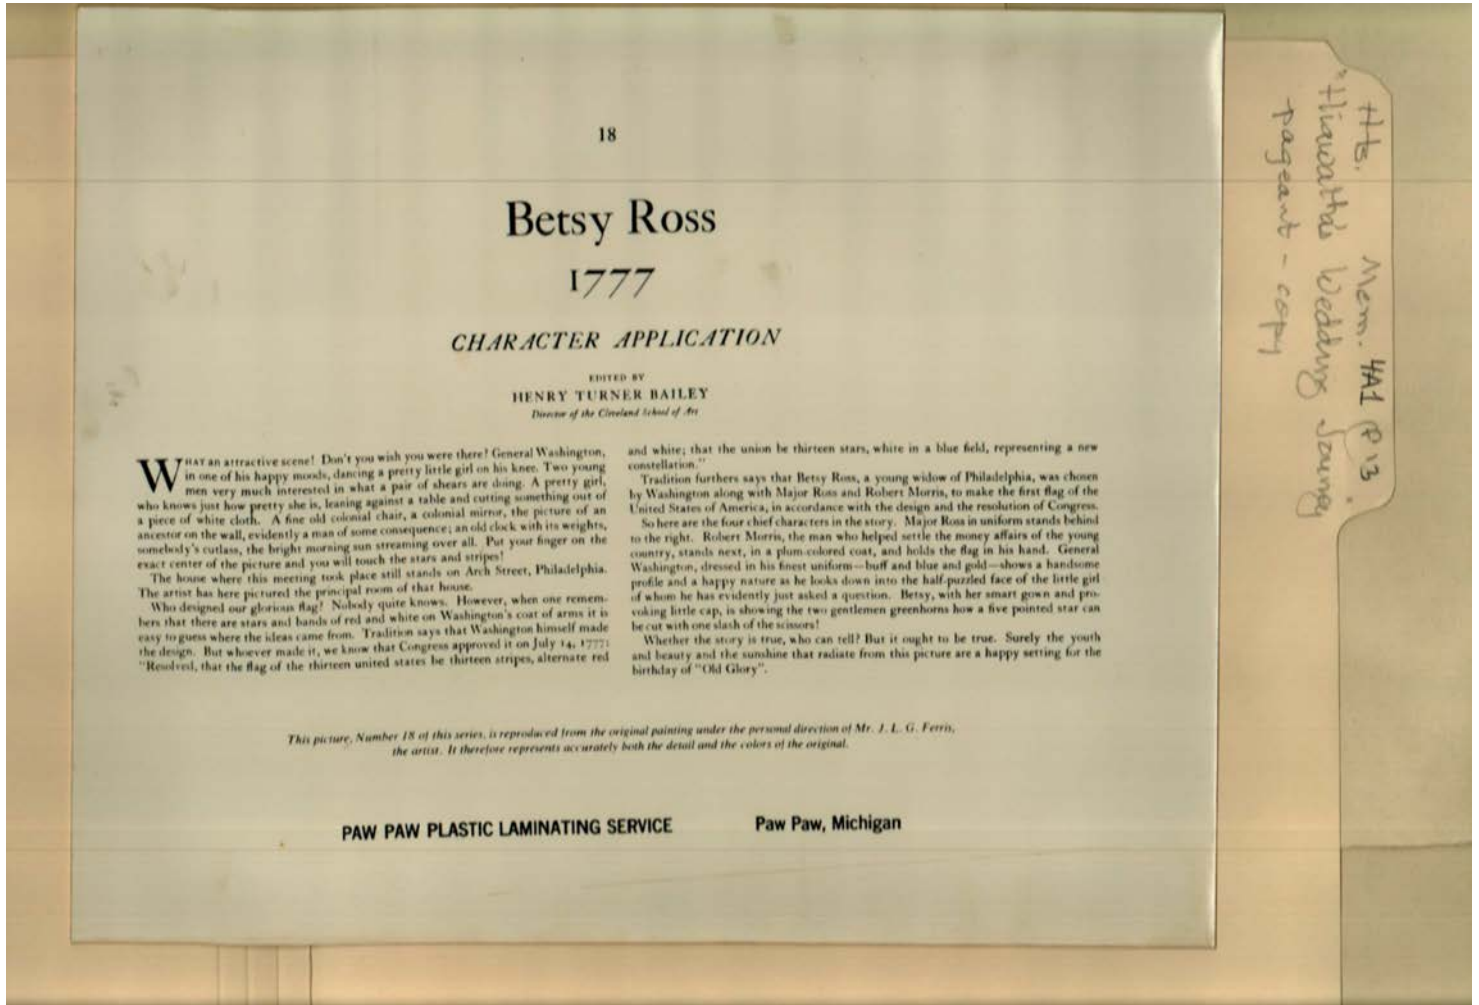 18
Betsy Ross
1777
CHARACTER APPLICATION
EDITED BY
HENRY TURNER BAILEY
Director of the Cleveland School of Art
WHAT an attractive scene! Don't you wish you were there! General Washington,
in one of his happy moods, dancing a pretty little girl on his knee. Two young
men very much interested in what a pair of shears are doing. A pretty girl,
who knows just how pretty she is, leaning against a table and cutting something out of
a piece of white cloth. A fine old colonial chair, a colonial mirror, the picture of an
ancestor on the wall, evidently a man of some consequence; an old clock with its weights,
somebody's cutlass, the bright morning sun streaming over all. Put your finger on the
exact center of the picture and you will touch the stars and stripes!
The house where this meeting took place still stands on Arch Street, Philadelphia.
The artist has here pictured the principal room of that house.
Who designed our glorious flag? Nobody quite knows. However, when one remem-
bers that there are stars and bands of red and white on Washington's coat of arms it is
easy to guess where the ideas came from. Tradition says that Washington himself made
the design. But whoever made it, we know that Congress approved it on July 14, 1777:
"Resolved, that the flag of the thirteen united states be thirteen stripes, alternate red
and white; that the union be thirteen stars, white in a blue field, representing a new
constellation."
Tradition furthers says that Betsy Ross, a young widow of Philadelphia, was chosen
by Washington along with Major Ross and Robert Morris, to make the first flag of the
United States of America, in accordance with the design and the resolution of Congress.
So here are the four chief characters in the story. Major Ross in uniform stands behind
to the right. Robert Morris, the man who helped settle the money affairs of the young
country, stands next, in a plum-colored coat, and holds the flag in his hand. General
Washington, dressed in his finest uniform—buff and blue and gold—shows a handsome
profile and a happy nature as he looks down into the half-puzzled face of the little girl
of whom he has evidently just asked a question. Betsy, with her smart gown and pro-
voking little cap, is showing the two gentlemen greenhorns how a five pointed star can
be cut with one slash of the scissors!
Whether the story is true, who can tell? But it ought to be true. Surely the youth
and beauty and the sunshine that radiate from this picture are a happy setting for the
birthday of "Old Glory".
This picture, Number 18 of this series, is reproduced from the original painting under the personal direction of Mr. J. L. G. Ferris,
the artist. It therefore represents accurately both the detail and the colors of the original.
PAW PAW PLASTIC LAMINATING SERVICE Paw Paw, Michigan
Hts. Mem. 4A1 P13
"Hiawatha's Wedding Journey
pageant - copy